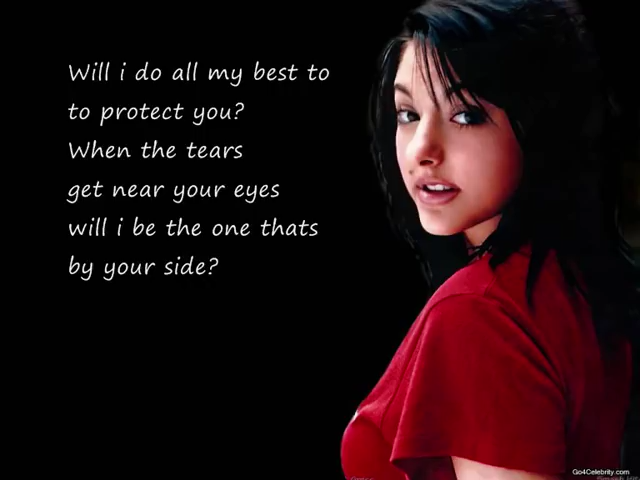 Will i do all my best to
to protect you?
When the tears
get near your eyes
will i be the one thats
by your side?
Go4Celebrity.com